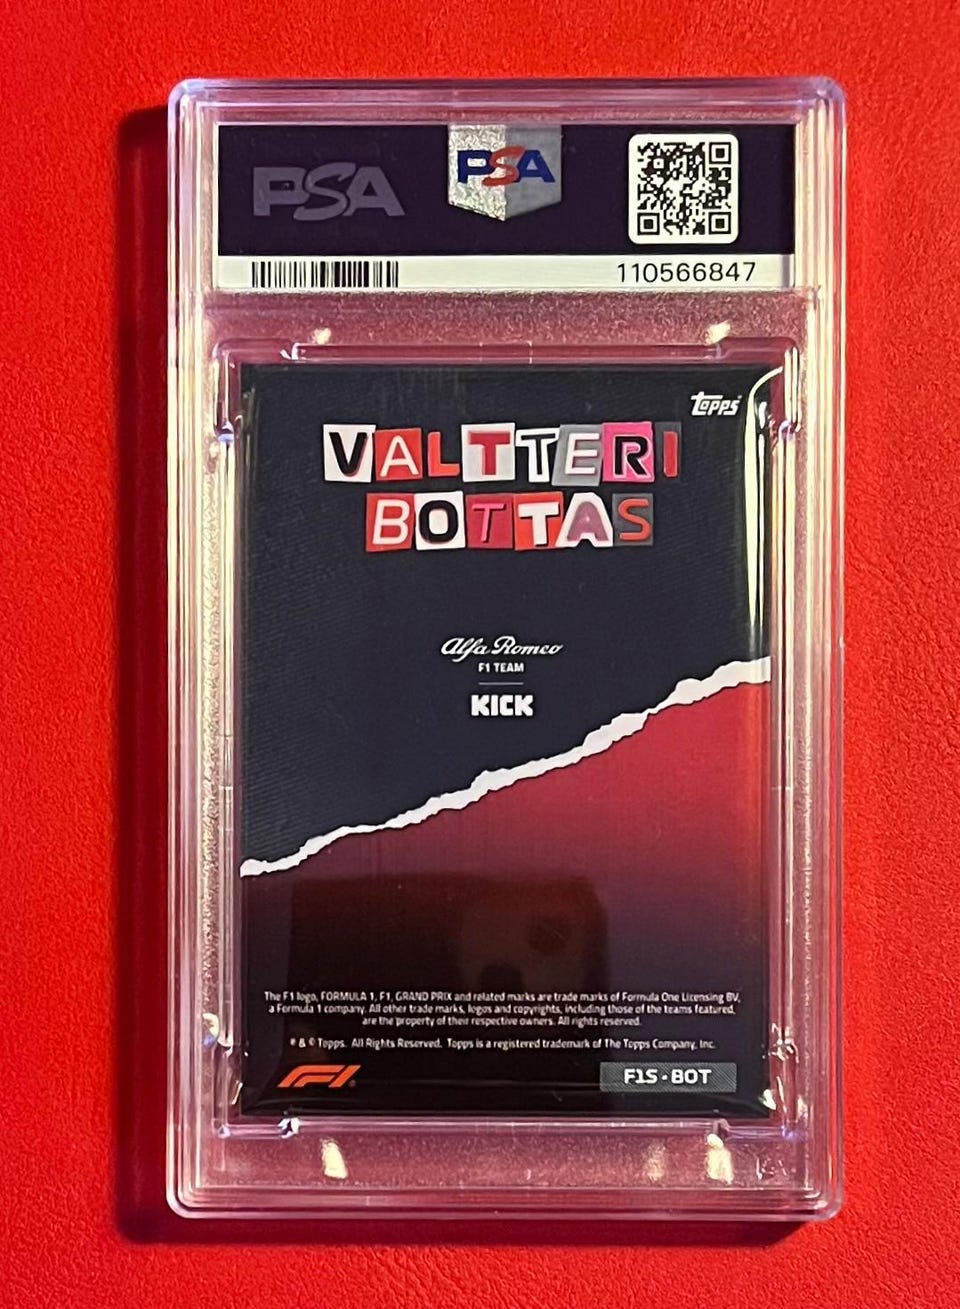 PSA
PSA
110566847
Topps
VALTTERI
BOTTAS
Alfa Romeo
F1 TEAM
KICK
The F1 logo, FORMULA 1, F1, GRAND PRIX and related marks are trade marks of Formula One Licensing BV,
a Formula 1 company. All other trade marks, logos and copyrights, including those of the teams featured,
are the property of their respective owners. All rights reserved.
® & © Topps. All Rights Reserved. Topps is a registered trademark of The Topps Company, Inc.
F1
F1S-BOT